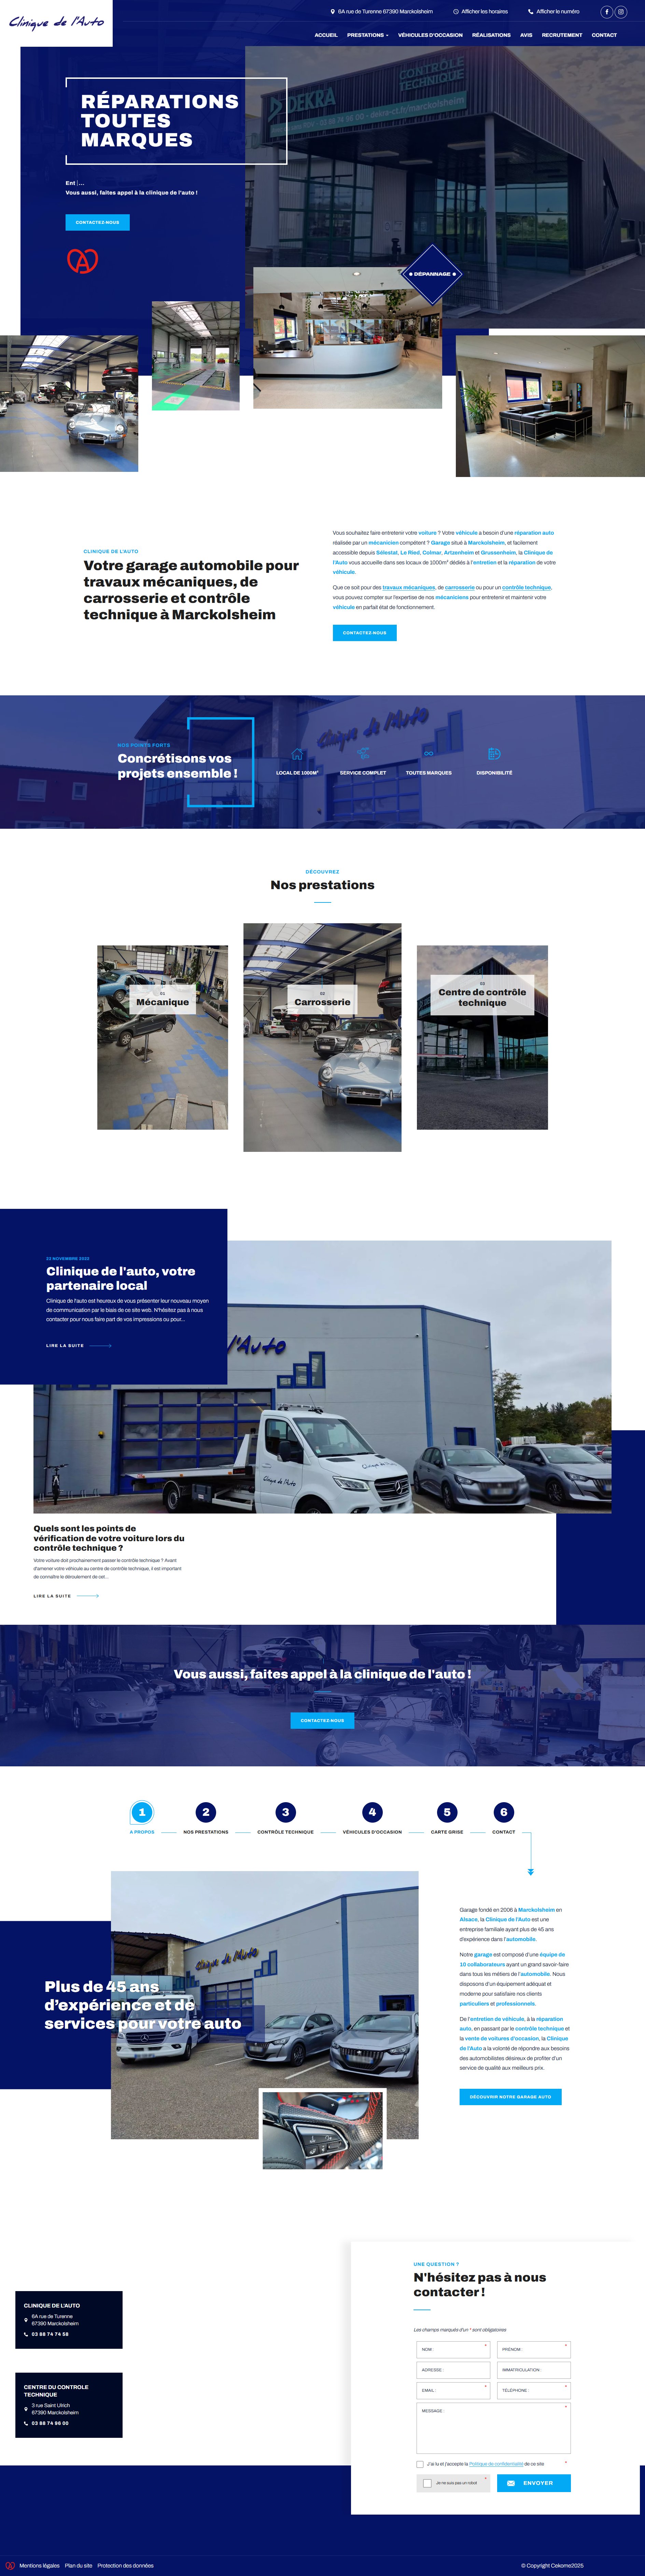 Clinique de l'Auto
6A rue de Turenne 67390 Marckolsheim
Afficher les horaires
Afficher le numéro
ACCUEIL
PRESTATIONS
VÉHICULES D'OCCASION
RÉALISATIONS
AVIS
RECRUTEMENT
CONTACT
DEKRA
CONTRÔLE
TECHNIQUE
RÉPARATIONS
TOUTES
MARQUES
Ent |...
Vous aussi, faites appel à la clinique de l'auto !
CONTACTEZ-NOUS
DÉPANNAGE
CLINIQUE DE L'AUTO
Votre garage automobile pour
travaux mécaniques, de
carrosserie et contrôle
technique à Marckolsheim
Vous souhaitez faire entretenir votre voiture ? Votre véhicule a besoin d'une réparation auto
réalisée par un mécanicien compétent ? Garage situé à Marckolsheim, et facilement
accessible depuis Sélestat, Le Ried, Colmar, Artzenheim et Grussenheim, la Clinique de
l'Auto vous accueille dans ses locaux de 1000m² dédiés à l'entretien et la réparation de votre
véhicule.
Que ce soit pour des travaux mécaniques, de carrosserie ou pour un contrôle technique,
vous pouvez compter sur l'expertise de nos mécaniciens pour entretenir et maintenir votre
véhicule en parfait état de fonctionnement.
CONTACTEZ-NOUS
NOS POINTS FORTS
Concrétisons vos
projets ensemble !
LOCAL DE 1000M²
SERVICE COMPLET
TOUTES MARQUES
DISPONIBILITÉ
Clinique de l'Auto
DÉCOUVREZ
Nos prestations
01
Mécanique
02
Carrosserie
03
Centre de contrôle
technique
22 NOVEMBRE 2022
Clinique de l'auto, votre
partenaire local
Clinique de l'auto est heureux de vous présenter leur nouveau moyen
de communication par le biais de ce site web. N'hésitez pas à nous
contacter pour nous faire part de vos impressions ou pour...
LIRE LA SUITE
l'Auto
Clinique de l'Auto
Quels sont les points de
vérification de votre voiture lors du
contrôle technique ?
Votre voiture doit prochainement passer le contrôle technique ? Avant
d'amener votre véhicule au centre de contrôle technique, il est important
de connaître le déroulement de cet...
LIRE LA SUITE
Vous aussi, faites appel à la clinique de l'auto !
CONTACTEZ-NOUS
1
A PROPOS
2
NOS PRESTATIONS
3
CONTRÔLE TECHNIQUE
4
VÉHICULES D'OCCASION
5
CARTE GRISE
6
CONTACT
Clinique de l'Auto
Plus de 45 ans
d'expérience et de
services pour votre auto
Garage fondé en 2006 à Marckolsheim en
Alsace, la Clinique de l'Auto est une
entreprise familiale ayant plus de 45 ans
d'expérience dans l'automobile.
Notre garage est composé d'une équipe de
10 collaborateurs ayant un grand savoir-faire
dans tous les métiers de l'automobile. Nous
disposons d'un équipement adéquat et
moderne pour satisfaire nos clients
particuliers et professionnels.
De l'entretien de véhicule, à la réparation
auto, en passant par le contrôle technique et
la vente de voitures d'occasion, la Clinique
de l'Auto a la volonté de répondre aux besoins
des automobilistes désireux de profiter d'un
service de qualité aux meilleurs prix.
DÉCOUVRIR NOTRE GARAGE AUTO
CLINIQUE DE L'AUTO
6A rue de Turenne
67390 Marckolsheim
03 88 74 74 58
CENTRE DU CONTROLE
TECHNIQUE
3 rue Saint Ulrich
67390 Marckolsheim
03 88 74 96 00
UNE QUESTION ?
N'hésitez pas à nous
contacter !
Les champs marqués d'un * sont obligatoires
NOM : *
PRÉNOM : *
ADRESSE :
IMMATRICULATION :
EMAIL : *
TÉLÉPHONE : *
MESSAGE : *
J'ai lu et j'accepte la Politique de confidentialité de ce site *
Je ne suis pas un robot *
ENVOYER
Mentions légales
Plan du site
Protection des données
© Copyright Cekome2025